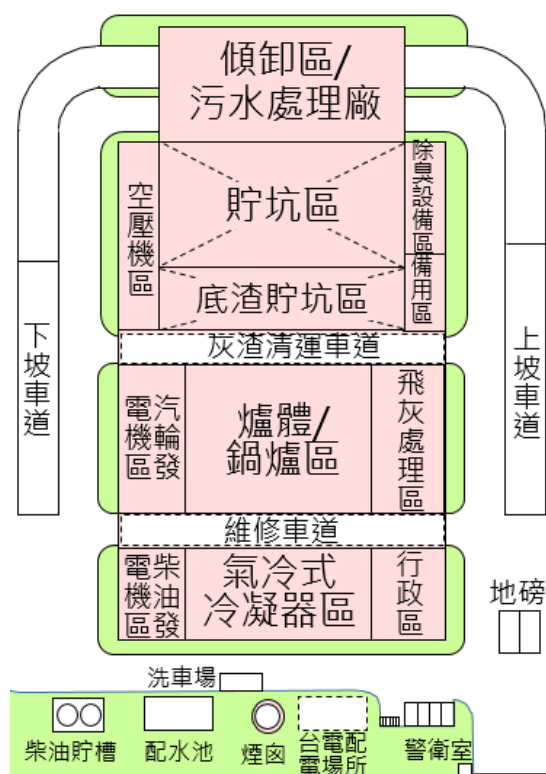 傾卸區/
污水處理廠
空壓機區
貯坑區
除臭設備區
備用區
底渣貯坑區
灰渣清運車道
下坡車道
上坡車道
汽輪發
電機區
爐體/
鍋爐區
飛灰處理區
維修車道
柴油發
電機區
氣冷式
冷凝器區
行政區
地磅
洗車場
柴油貯槽
配水池
煙囪
台電配
電場所
警衛室